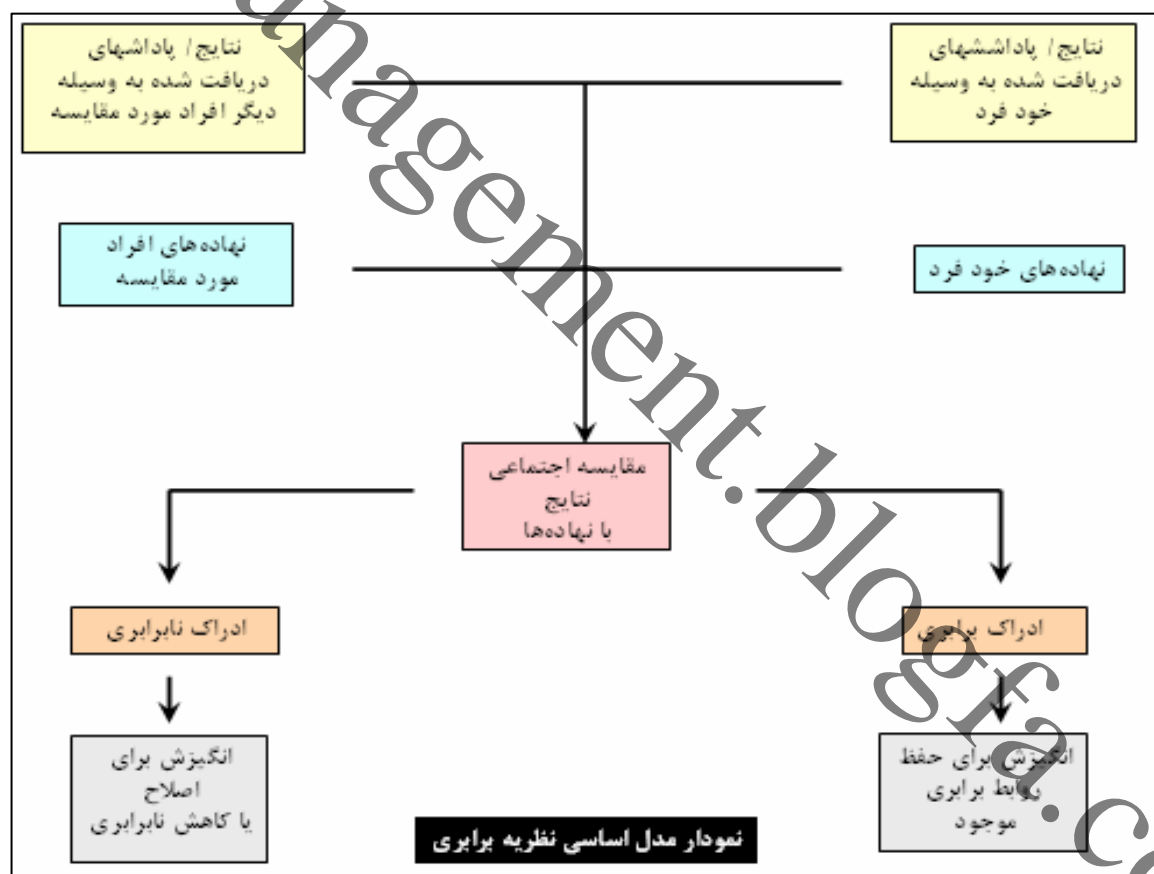 نتایج/ پاداششهای
دریافت شده به وسیله
خود فرد
نتایج/ پاداشهای
دریافت شده به وسیله
دیگر افراد مورد مقایسه
نهاده‌های خود فرد
نهاده‌های افراد
مورد مقایسه
مقایسه اجتماعی
نتایج
با نهاده‌ها
ادراک برابری
ادراک نابرابری
انگیزش برای حفظ
روابط برابری
موجود
انگیزش برای
اصلاح
یا کاهش نابرابری
نمودار مدل اساسی نظریه برابری
anagement.blogfa.co